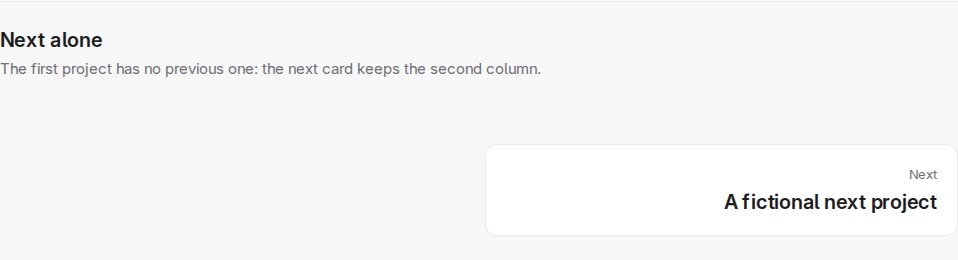 Next alone
The first project has no previous one: the next card keeps the second column.
Next
A fictional next project